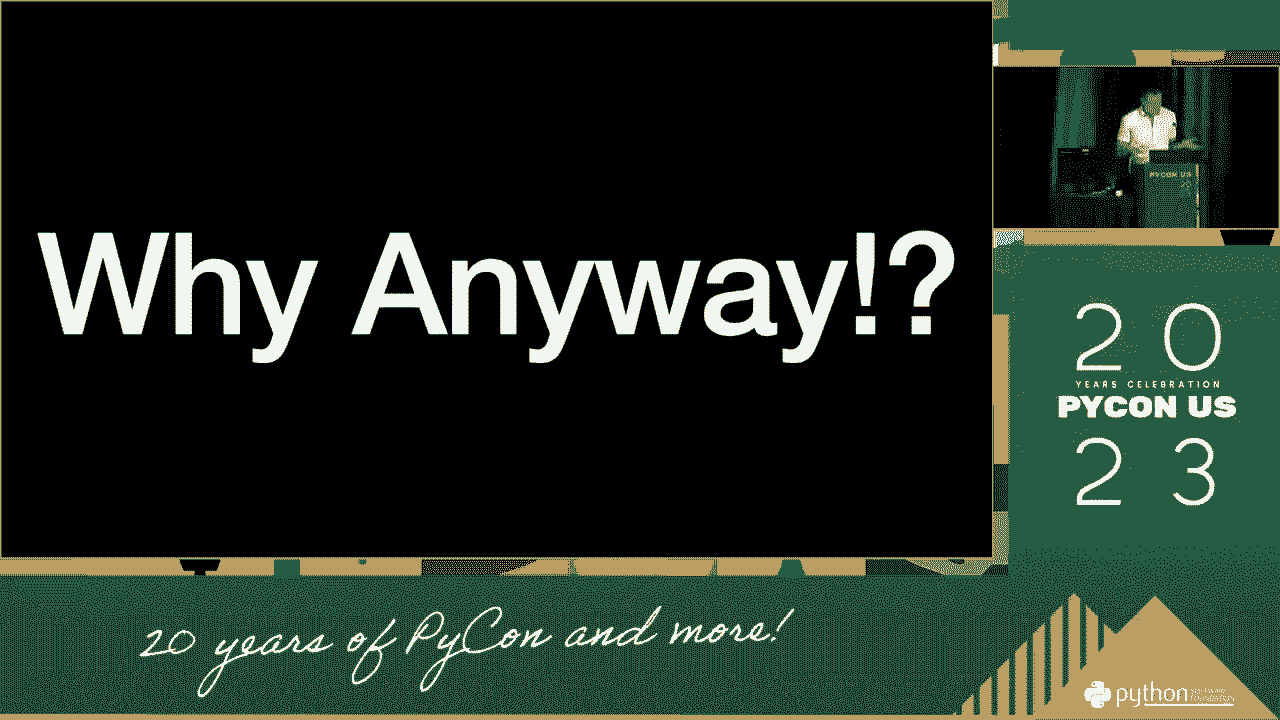 Why Anyway!?
PYCON US
20
YEARS CELEBRATION
PYCON US
23
20 years of PyCon and more!
python
SOFTWARE
FOUNDATION